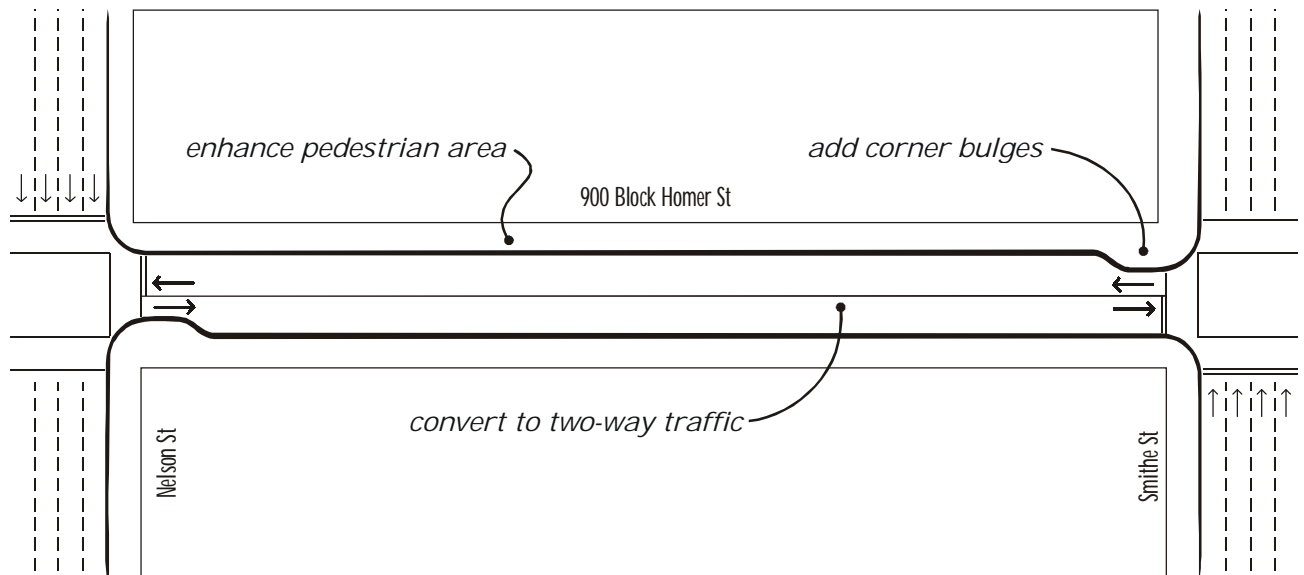 enhance pedestrian area
add corner bulges
900 Block Homer St
convert to two-way traffic
Nelson St
Smithe St